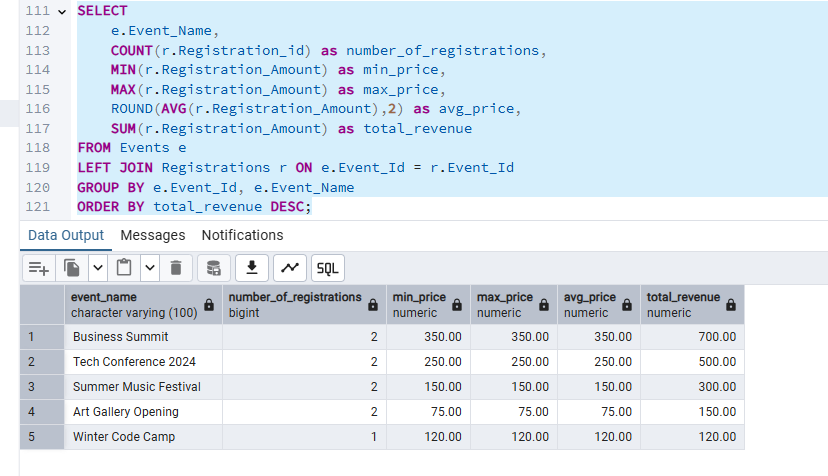 111 SELECT
112 e.Event_Name,
113 COUNT(r.Registration_id) as number_of_registrations,
114 MIN(r.Registration_Amount) as min_price,
115 MAX(r.Registration_Amount) as max_price,
116 ROUND(AVG(r.Registration_Amount),2) as avg_price,
117 SUM(r.Registration_Amount) as total_revenue
118 FROM Events e
119 LEFT JOIN Registrations r ON e.Event_Id = r.Event_Id
120 GROUP BY e.Event_Id, e.Event_Name
121 ORDER BY total_revenue DESC;
Data Output Messages Notifications
SQL
event_name number_of_registrations min_price max_price avg_price total_revenue
character varying (100) bigint numeric numeric numeric numeric
1 Business Summit 2 350.00 350.00 350.00 700.00
2 Tech Conference 2024 2 250.00 250.00 250.00 500.00
3 Summer Music Festival 2 150.00 150.00 150.00 300.00
4 Art Gallery Opening 2 75.00 75.00 75.00 150.00
5 Winter Code Camp 1 120.00 120.00 120.00 120.00